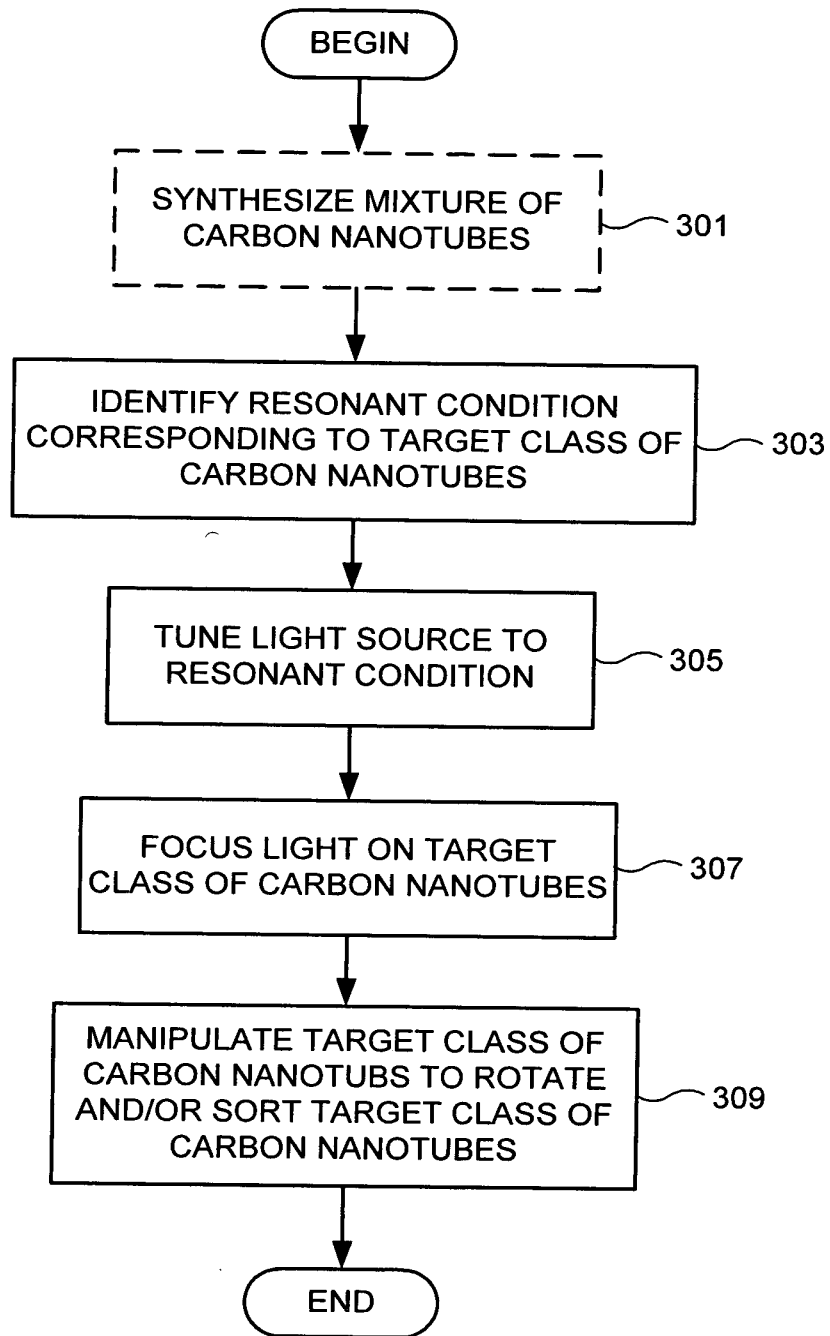 BEGIN
SYNTHESIZE MIXTURE OF
CARBON NANOTUBES
301
IDENTIFY RESONANT CONDITION
CORRESPONDING TO TARGET CLASS OF
CARBON NANOTUBES
303
TUNE LIGHT SOURCE TO
RESONANT CONDITION
305
FOCUS LIGHT ON TARGET
CLASS OF CARBON NANOTUBES
307
MANIPULATE TARGET CLASS OF
CARBON NANOTUBS TO ROTATE
AND/OR SORT TARGET CLASS OF
CARBON NANOTUBES
309
END